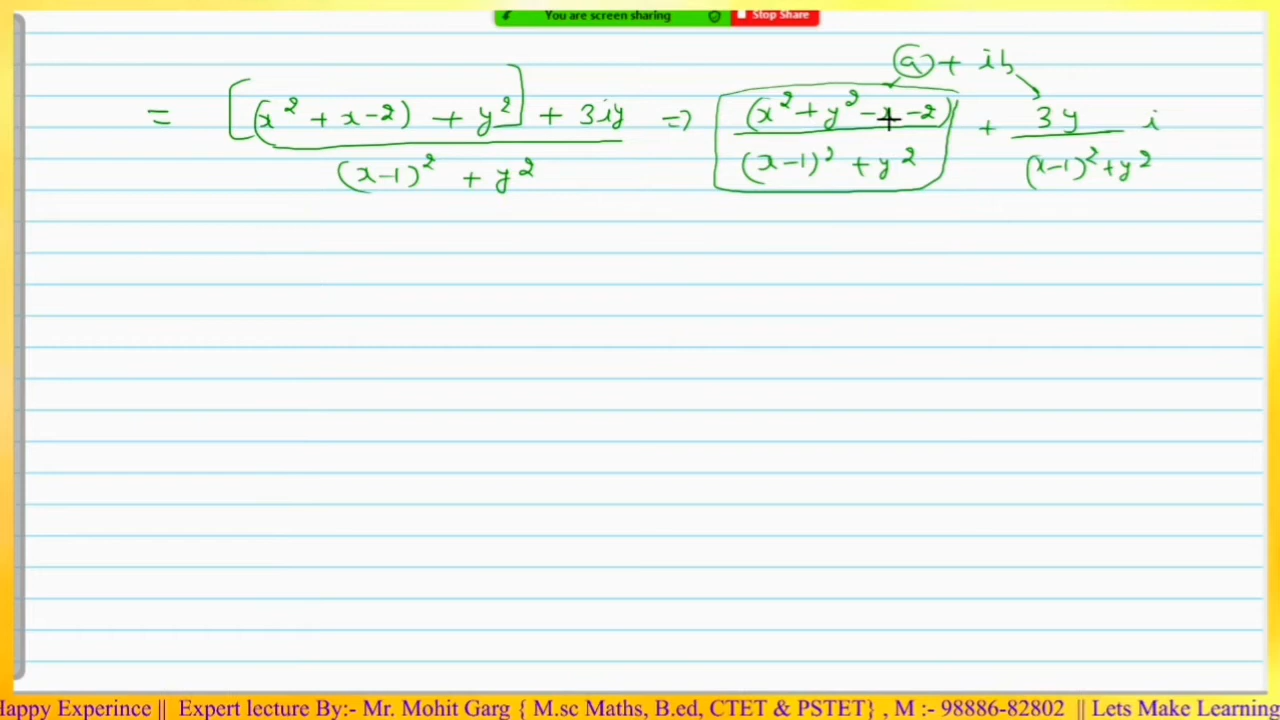 You are screen sharing Stop Share
a + ib
= [(x² + x-2) + y²] + 3iy / (x-1)² + y² => (x² + y² - x - 2) / (x-1)² + y² + 3y / (x-1)² + y² i
Happy Experince || Expert lecture By:- Mr. Mohit Garg { M.sc Maths, B.ed, CTET & PSTET} , M :- 98886-82802 || Lets Make Learning